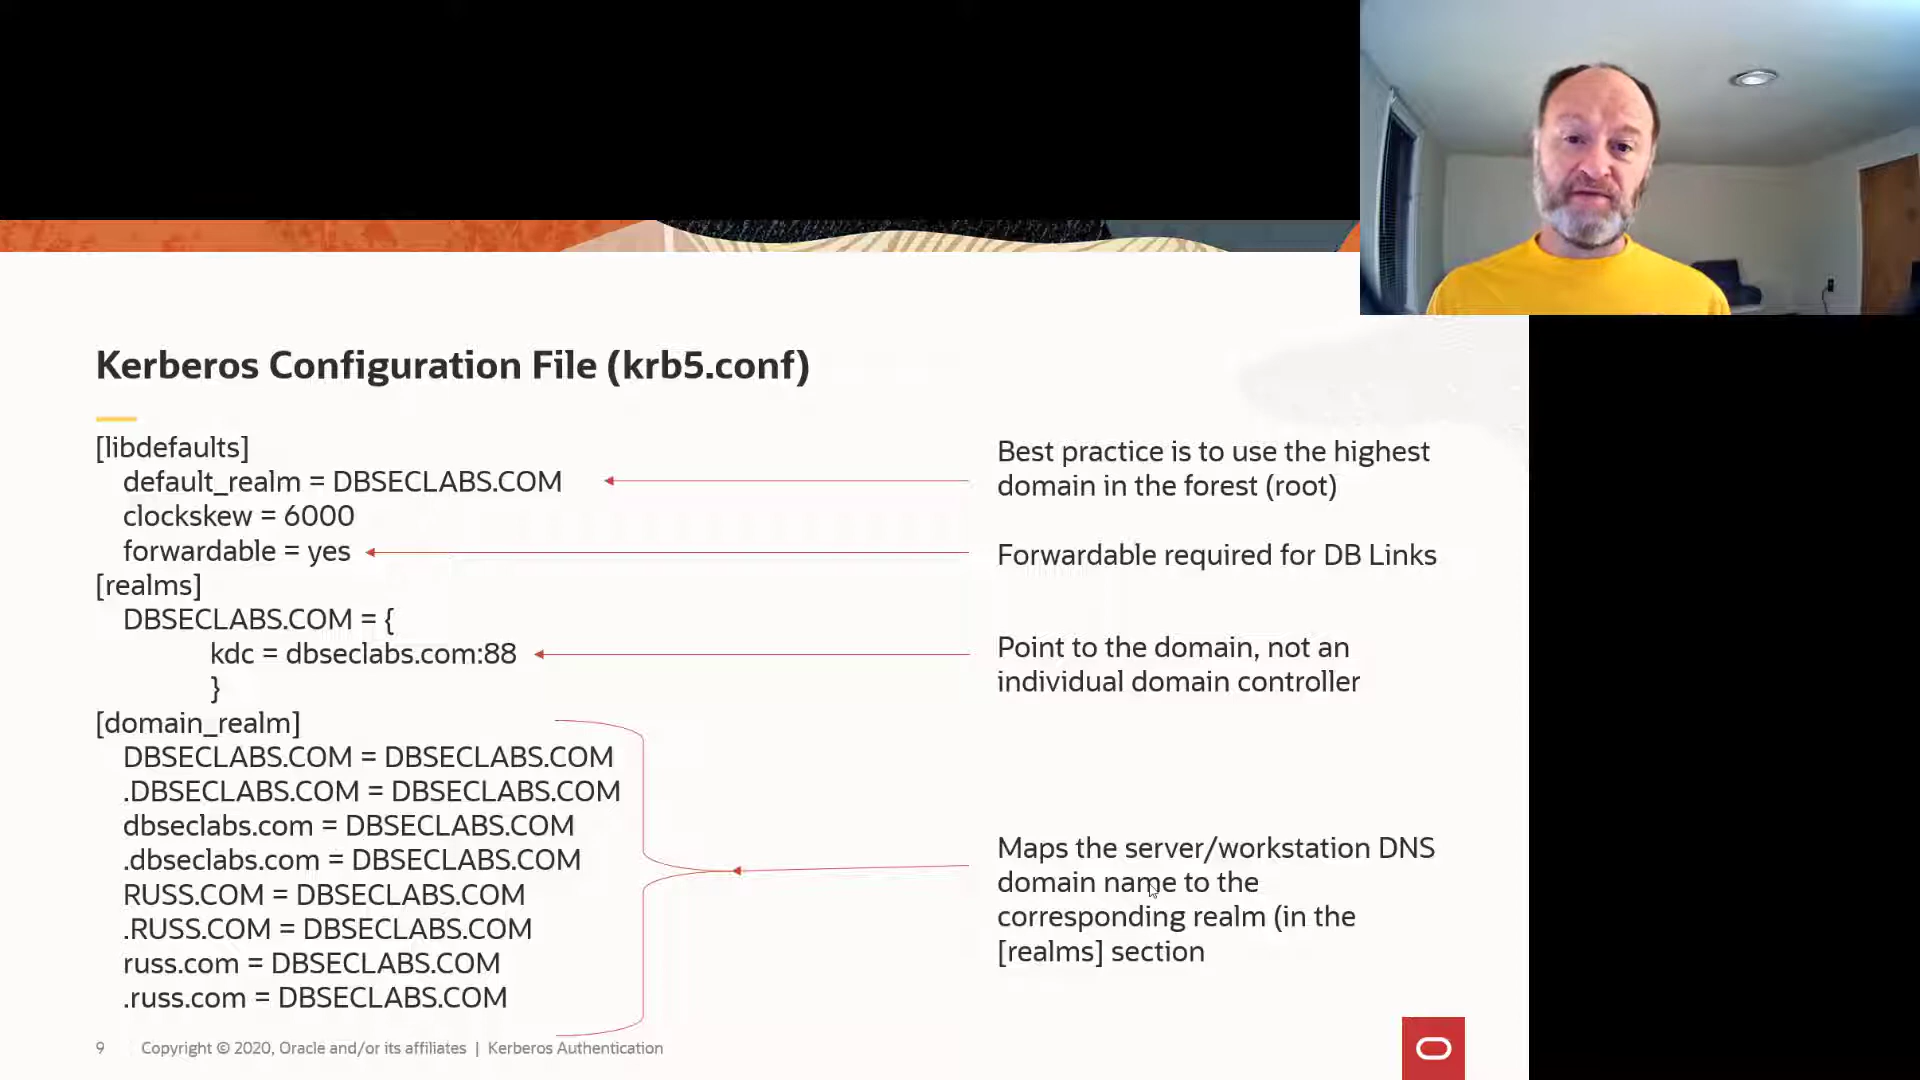 Kerberos Configuration File (krb5.conf)
[libdefaults]
default_realm = DBSECLABS.COM
clockskew = 6000
forwardable = yes
[realms]
DBSECLABS.COM = {
kdc = dbseclabs.com:88
}
[domain_realm]
DBSECLABS.COM = DBSECLABS.COM
.DBSECLABS.COM = DBSECLABS.COM
dbseclabs.com = DBSECLABS.COM
.dbseclabs.com = DBSECLABS.COM
RUSS.COM = DBSECLABS.COM
.RUSS.COM = DBSECLABS.COM
russ.com = DBSECLABS.COM
.russ.com = DBSECLABS.COM
Best practice is to use the highest
domain in the forest (root)
Forwardable required for DB Links
Point to the domain, not an
individual domain controller
Maps the server/workstation DNS
domain name to the
corresponding realm (in the
[realms] section
9 Copyright © 2020, Oracle and/or its affiliates | Kerberos Authentication